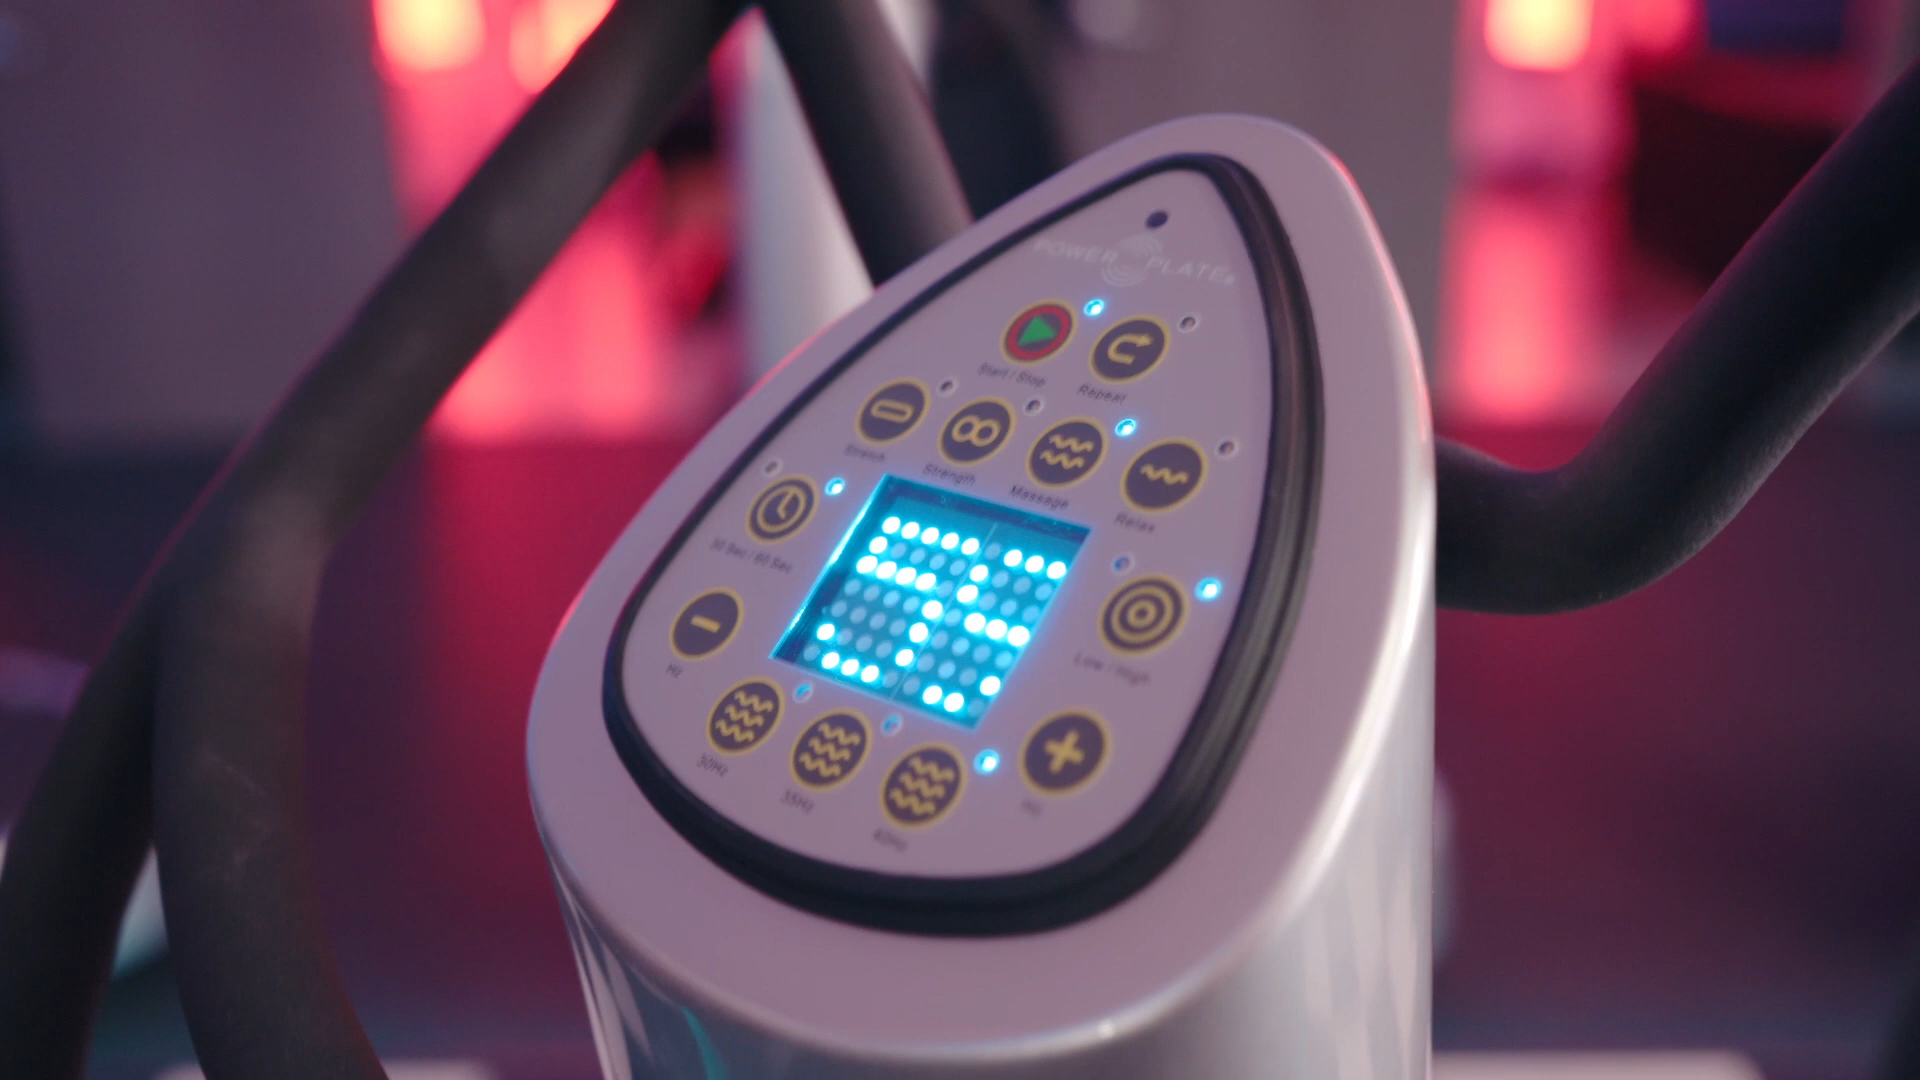 POWER PLATE®
Start / Stop
Repeat
Stretch
Strength
Massage
Relax
30 Sec / 60 Sec
5S
Low / High
Hz
Hz
30Hz
35Hz
40Hz